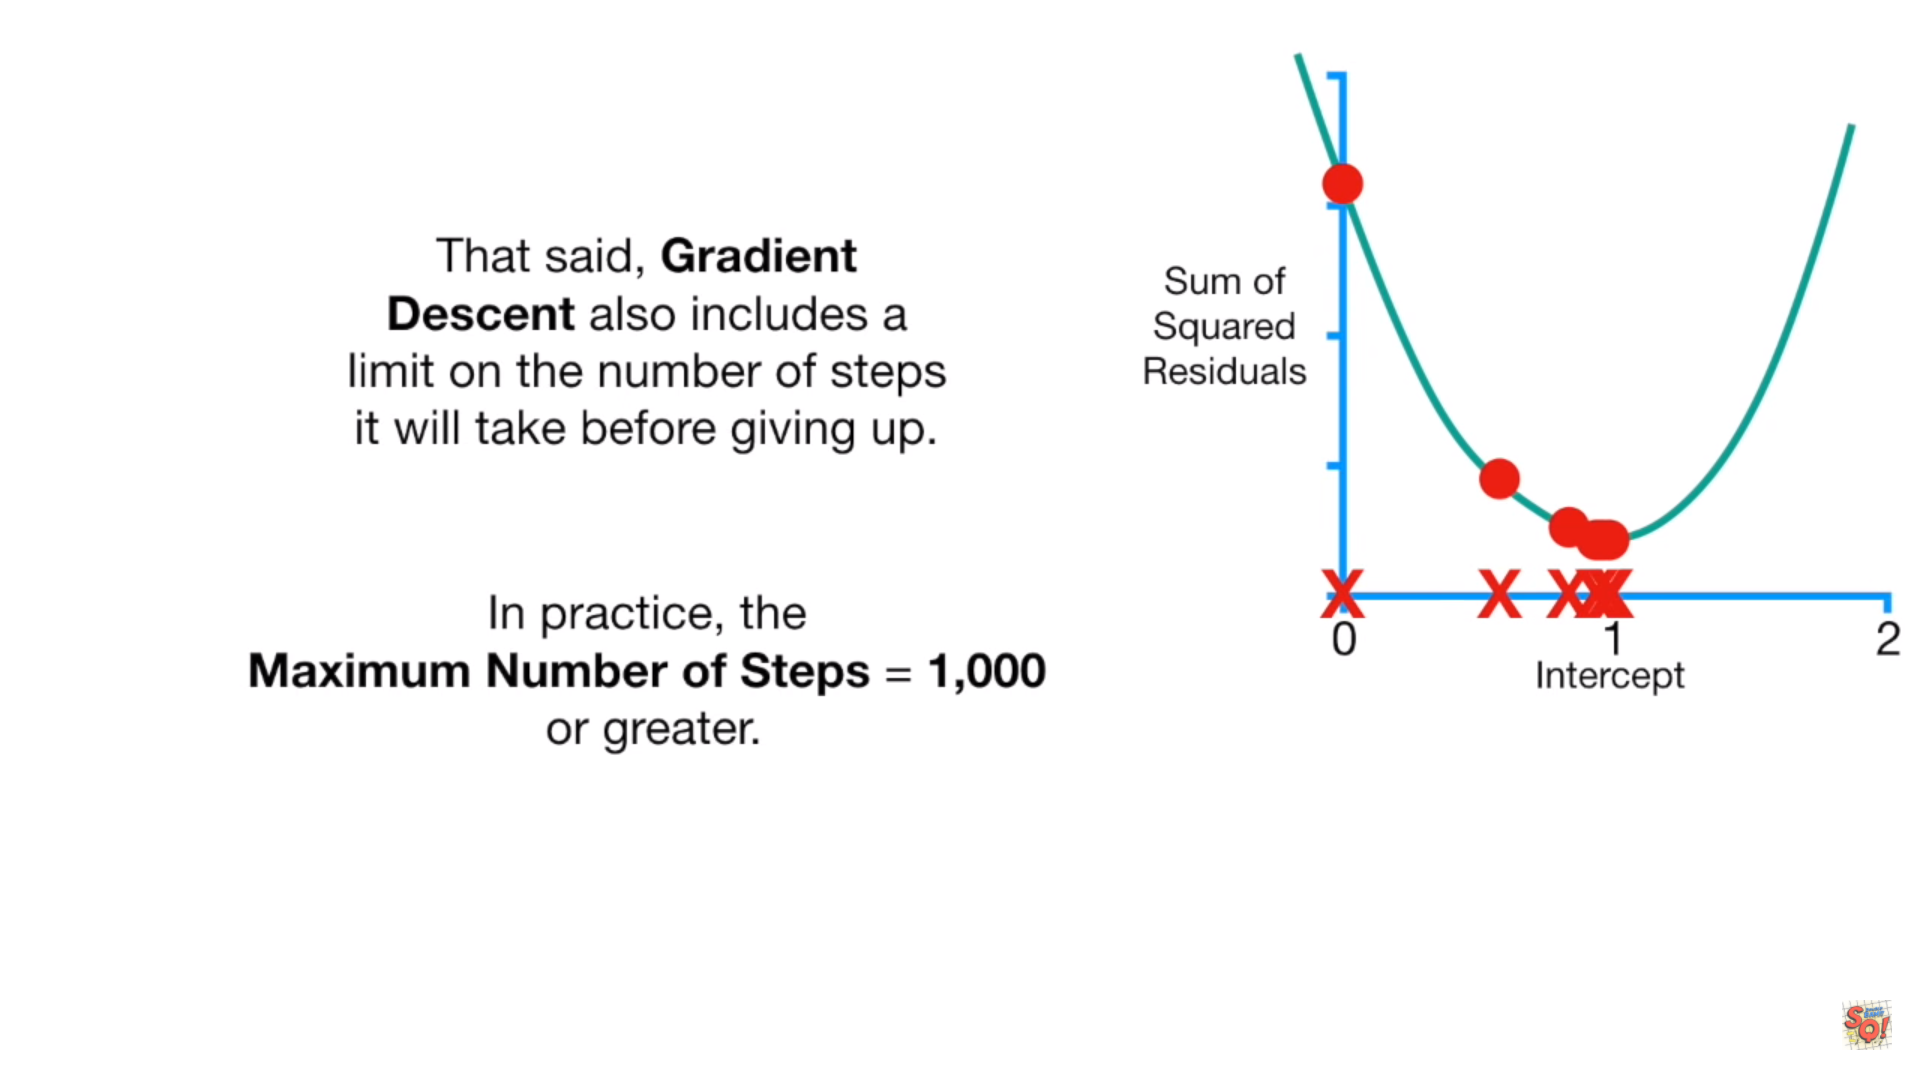 That said, Gradient
Descent also includes a
limit on the number of steps
it will take before giving up.
In practice, the
Maximum Number of Steps = 1,000
or greater.
Sum of
Squared
Residuals
X X X X X X
0 1 2
Intercept
SQ!